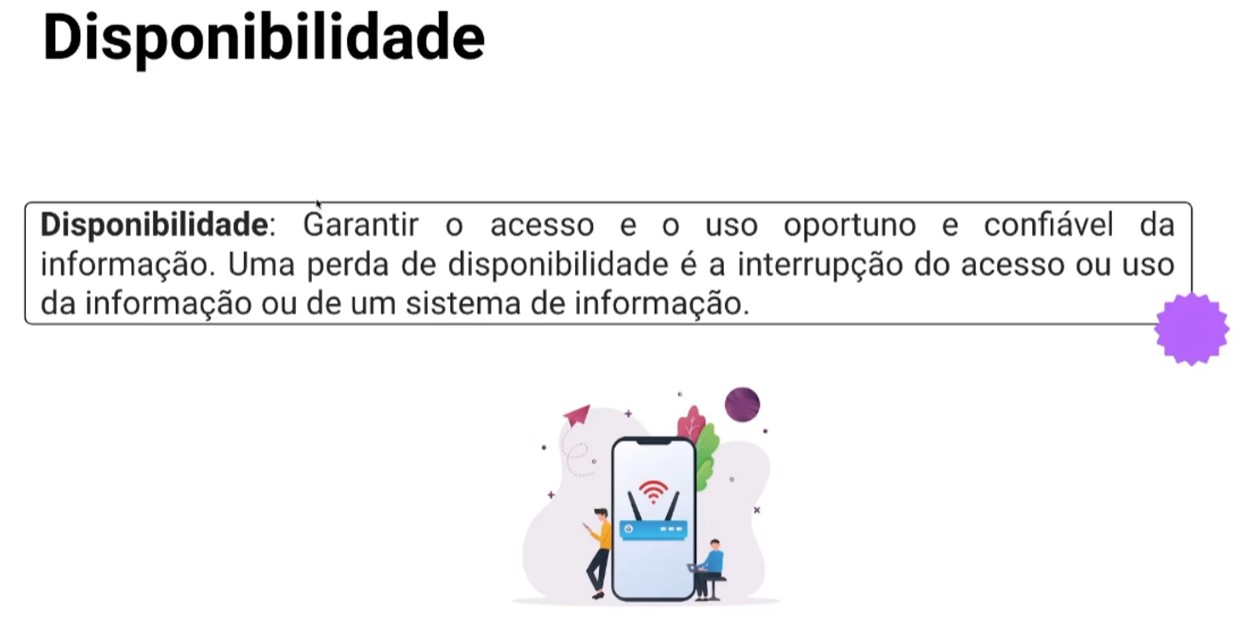 Disponibilidade
Disponibilidade: Garantir o acesso e o uso oportuno e confiável da
informação. Uma perda de disponibilidade é a interrupção do acesso ou uso
da informação ou de um sistema de informação.